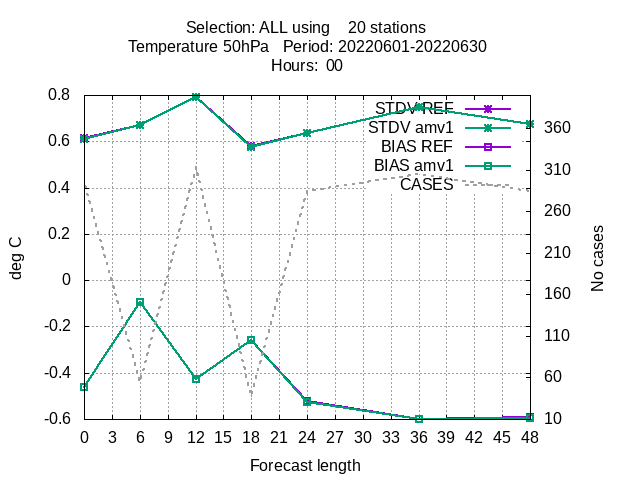 Selection: ALL using 20 stations
Temperature 50hPa Period: 20220601-20220630
Hours: 00
STDV REF
STDV amv1
BIAS REF
BIAS amv1
CASES
deg C
0.8
0.6
0.4
0.2
0
-0.2
-0.4
-0.6
360
310
260
210
160
110
60
10
No cases
0 3 6 9 12 15 18 21 24 27 30 33 36 39 42 45 48
Forecast length